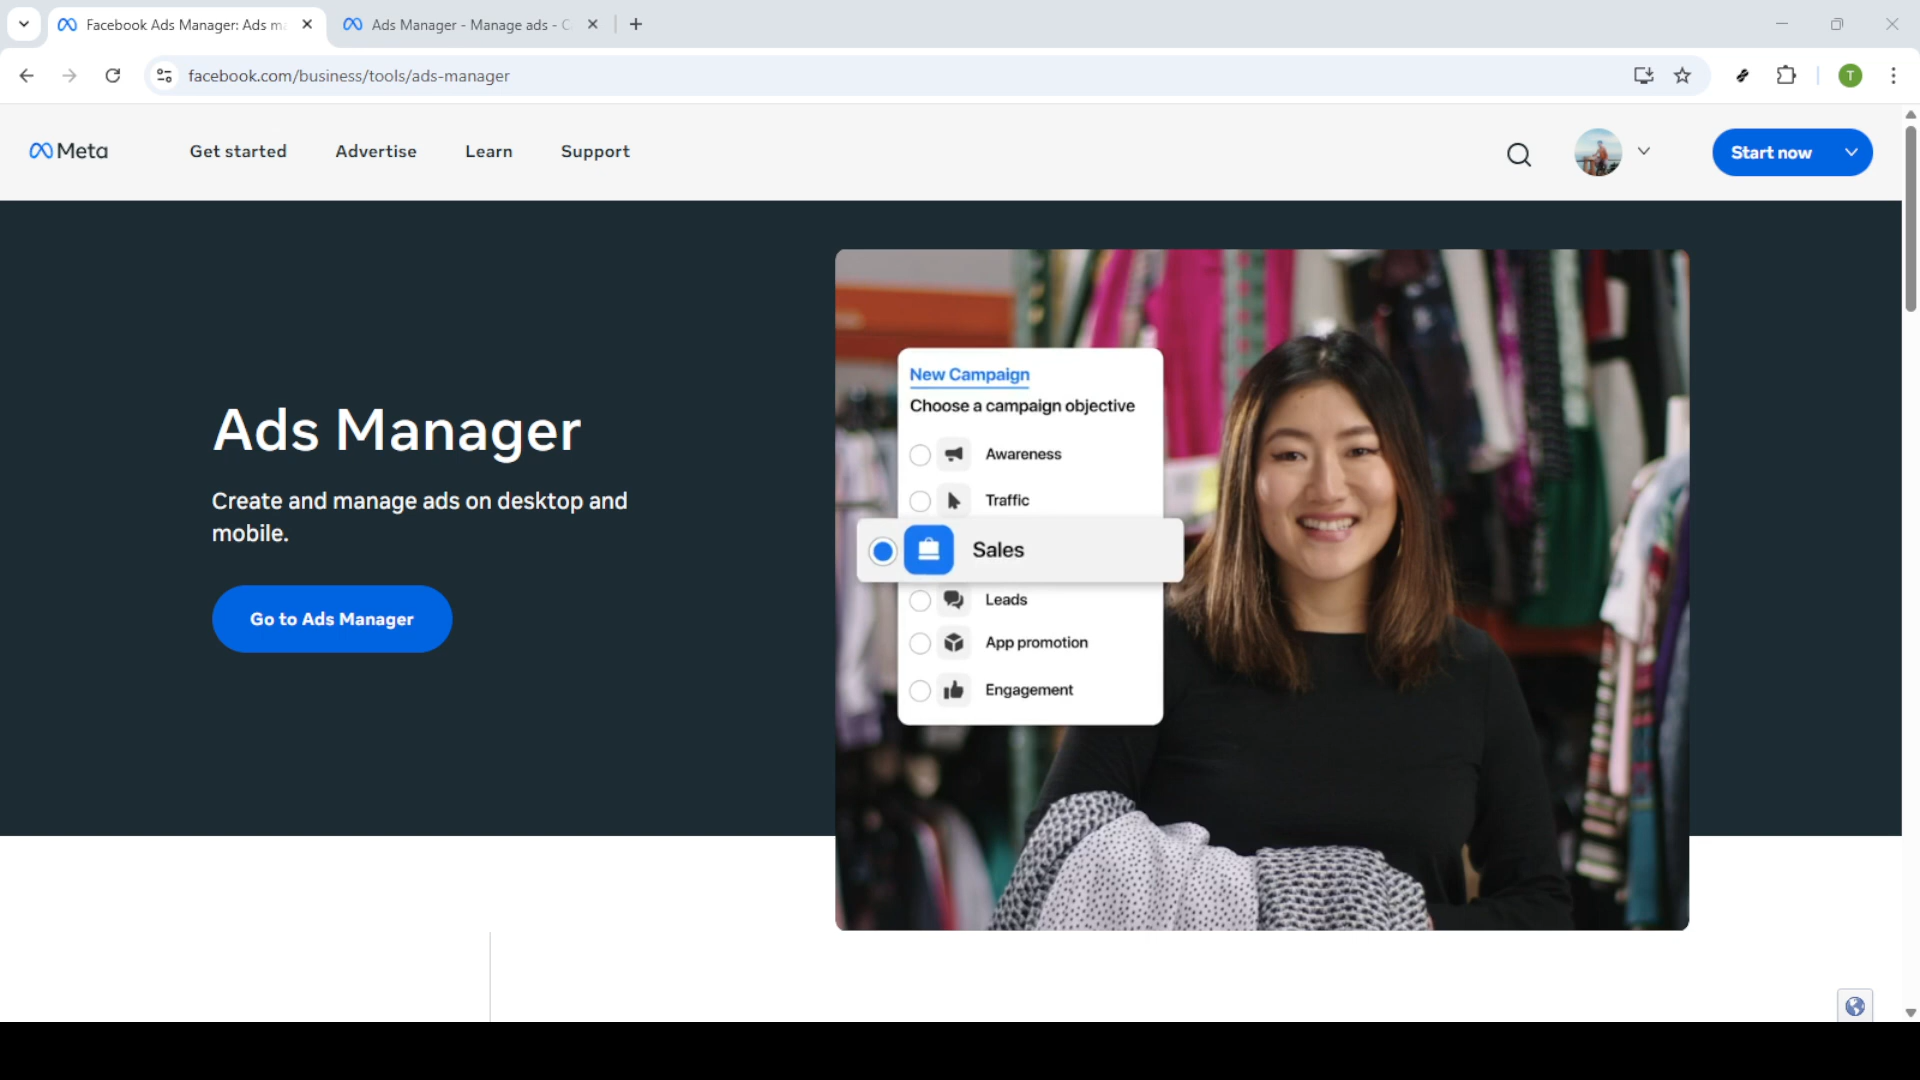 Facebook Ads Manager: Ads ma
Ads Manager - Manage ads - C
facebook.com/business/tools/ads-manager
T
Meta
Get started
Advertise
Learn
Support
Start now
Ads Manager
Create and manage ads on desktop and
mobile.
Go to Ads Manager
New Campaign
Choose a campaign objective
Awareness
Traffic
Sales
Leads
App promotion
Engagement